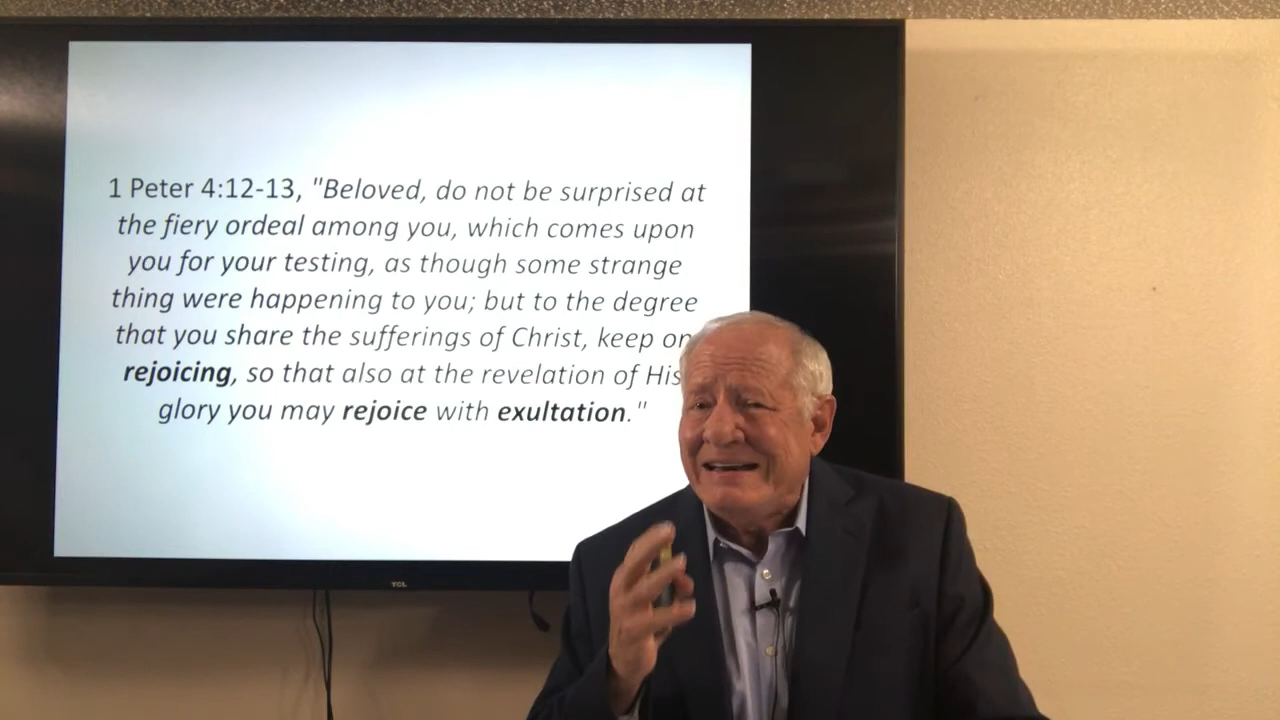 1 Peter 4:12-13, "Beloved, do not be surprised at
the fiery ordeal among you, which comes upon
you for your testing, as though some strange
thing were happening to you; but to the degree
that you share the sufferings of Christ, keep on
rejoicing, so that also at the revelation of His
glory you may rejoice with exultation."
TCL